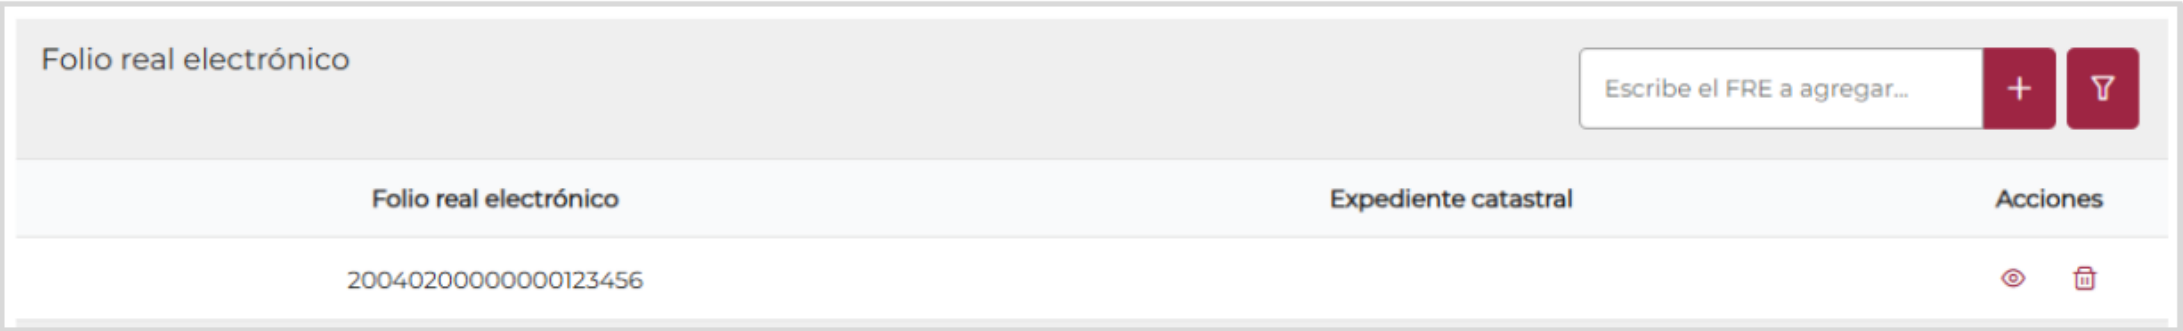 Folio real electrónico
Escribe el FRE a agregar...
Folio real electrónico Expediente catastral Acciones
20040200000000123456